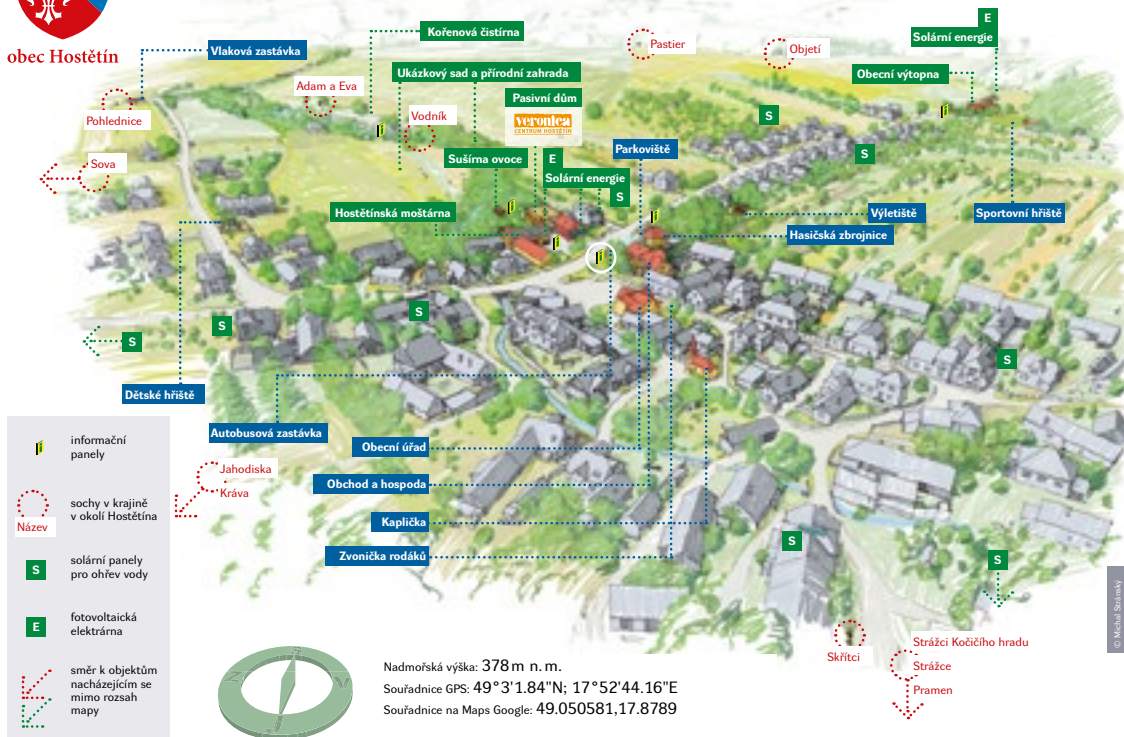 obec Hostětín
Vlaková zastávka
Kořenová čistírna
Pastier
Objetí
E
Solární energie
Ukázkový sad a přírodní zahrada
Obecní výtopna
Adam a Eva
Pasivní dům
veronica
CENTRUM HOSTĚTÍN
Pohlednice
Vodník
S
Sova
Sušírna ovoce
E
Solární energie
S
Parkoviště
S
Hostětínská moštárna
Výletiště
Sportovní hřiště
Hasičská zbrojnice
S
S
S
S
Dětské hřiště
Autobusová zastávka
Obecní úřad
Obchod a hospoda
Kaplička
Zvonička rodáků
Jahodiska
Kráva
S
S
informační
panely
Název
sochy v krajině
v okolí Hostětína
S
solární panely
pro ohřev vody
E
fotovoltaická
elektrárna
směr k objektům
nacházejícím se
mimo rozsah
mapy
S
Z
V
J
Nadmořská výška: 378 m n. m.
Souřadnice GPS: 49°3'1.84"N; 17°52'44.16"E
Souřadnice na Maps Google: 49.050581,17.8789
Skřítci
Strážci Kočičího hradu
Strážce
Pramen
© Michal Stránský